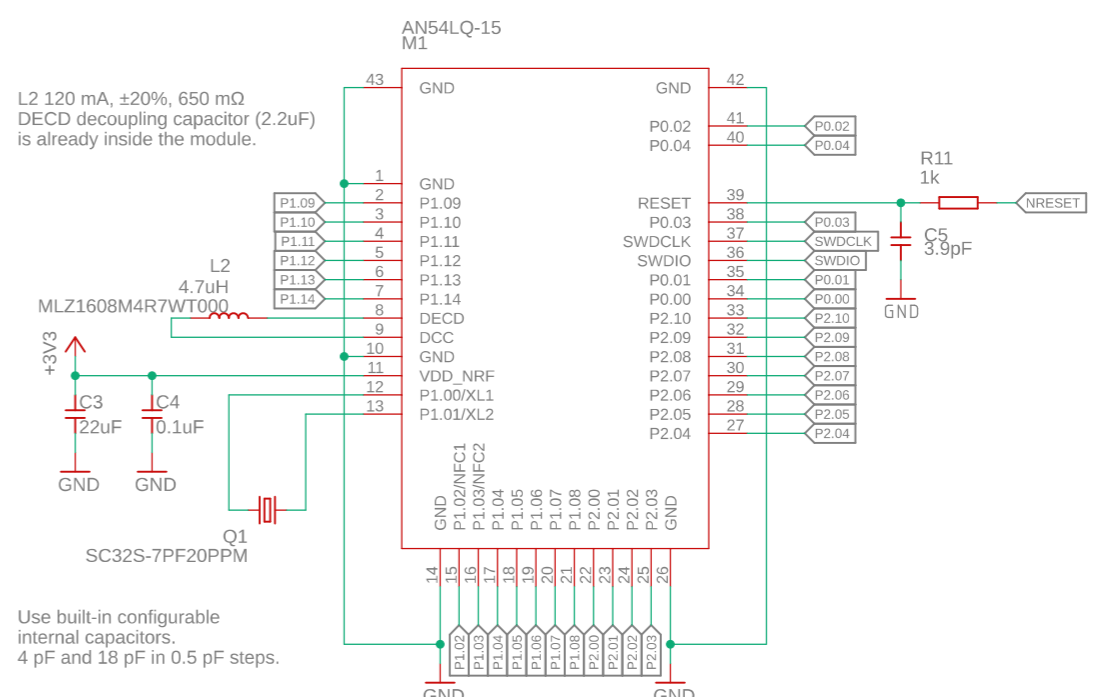 AN54LQ-15
M1
L2 120 mA, ±20%, 650 mΩ
DECD decoupling capacitor (2.2uF)
is already inside the module.
43 GND
GND 42
P0.02 41 P0.02
P0.04 40 P0.04
1 GND
P1.09 2 P1.09
P1.10 3 P1.10
P1.11 4 P1.11
P1.12 5 P1.12
P1.13 6 P1.13
P1.14 7 P1.14
8 DECD
9 DCC
10 GND
11 VDD_NRF
12 P1.00/XL1
13 P1.01/XL2
RESET 39
P0.03 38 P0.03
SWDCLK 37 SWDCLK
SWDIO 36 SWDIO
P0.01 35 P0.01
P0.00 34 P0.00
P2.10 33 P2.10
P2.09 32 P2.09
P2.08 31 P2.08
P2.07 30 P2.07
P2.06 29 P2.06
P2.05 28 P2.05
P2.04 27 P2.04
R11
1k
NRESET
C5
3.9pF
GND
L2
4.7uH
MLZ1608M4R7WT000
+3V3
C3
22uF
C4
0.1uF
GND
GND
Q1
SC32S-7PF20PPM
GND
P1.02/NFC1
P1.03/NFC2
P1.04
P1.05
P1.06
P1.07
P1.08
P2.00
P2.01
P2.02
P2.03
GND
14
15
16
17
18
19
20
21
22
23
24
25
26
P1.02
P1.03
P1.04
P1.05
P1.06
P1.07
P1.08
P2.00
P2.01
P2.02
P2.03
GND
GND
Use built-in configurable
internal capacitors.
4 pF and 18 pF in 0.5 pF steps.